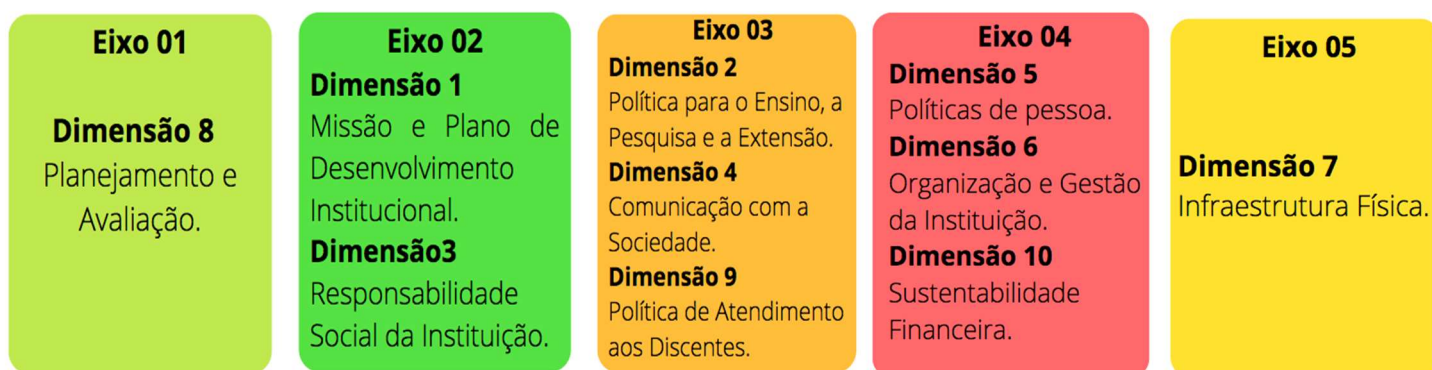 Eixo 01
Dimensão 8
Planejamento e
Avaliação.
Eixo 02
Dimensão 1
Missão e Plano de
Desenvolvimento
Institucional.
Dimensão3
Responsabilidade
Social da Instituição.
Eixo 03
Dimensão 2
Política para o Ensino, a
Pesquisa e a Extensão.
Dimensão 4
Comunicação com a
Sociedade.
Dimensão 9
Política de Atendimento
aos Discentes.
Eixo 04
Dimensão 5
Políticas de pessoa.
Dimensão 6
Organização e Gestão
da Instituição.
Dimensão 10
Sustentabilidade
Financeira.
Eixo 05
Dimensão 7
Infraestrutura Física.